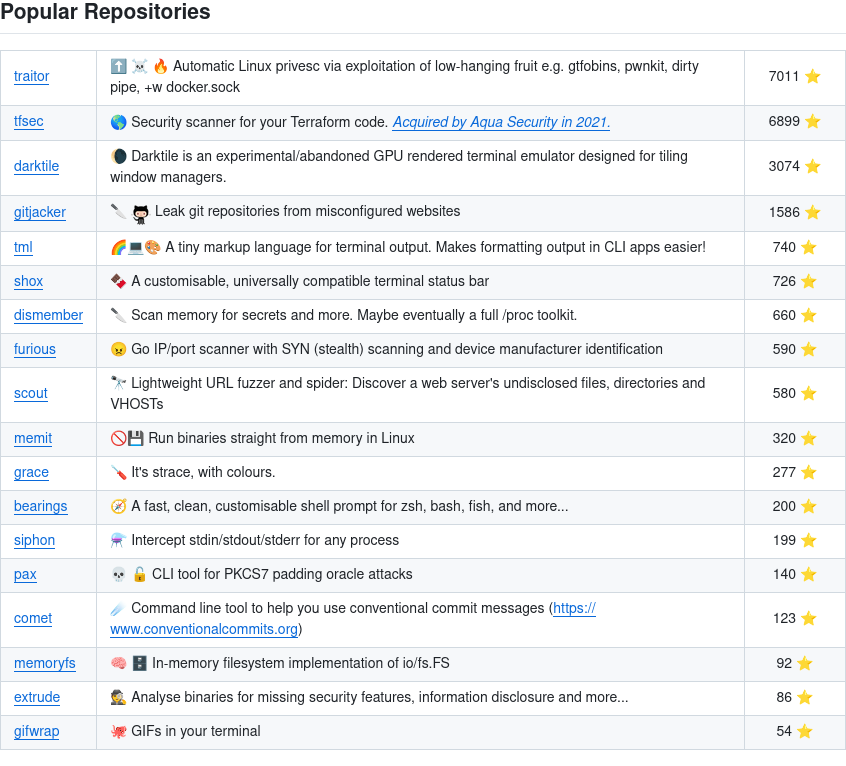 Popular Repositories
traitor
⬆️ ☠️ 🔥 Automatic Linux privesc via exploitation of low-hanging fruit e.g. gtfobins, pwnkit, dirty
pipe, +w docker.sock
7011 ⭐
tfsec
🌎 Security scanner for your Terraform code. Acquired by Aqua Security in 2021.
6899 ⭐
darktile
🌘 Darktile is an experimental/abandoned GPU rendered terminal emulator designed for tiling
window managers.
3074 ⭐
gitjacker
🔪 Leak git repositories from misconfigured websites
1586 ⭐
tml
🌈💻🎨 A tiny markup language for terminal output. Makes formatting output in CLI apps easier!
740 ⭐
shox
🍫 A customisable, universally compatible terminal status bar
726 ⭐
dismember
🔪 Scan memory for secrets and more. Maybe eventually a full /proc toolkit.
660 ⭐
furious
😠 Go IP/port scanner with SYN (stealth) scanning and device manufacturer identification
590 ⭐
scout
🔭 Lightweight URL fuzzer and spider: Discover a web server's undisclosed files, directories and
VHOSTs
580 ⭐
memit
🚫💾 Run binaries straight from memory in Linux
320 ⭐
grace
🪛 It's strace, with colours.
277 ⭐
bearings
🧭 A fast, clean, customisable shell prompt for zsh, bash, fish, and more...
200 ⭐
siphon
⚗️ Intercept stdin/stdout/stderr for any process
199 ⭐
pax
💀 🔓 CLI tool for PKCS7 padding oracle attacks
140 ⭐
comet
☄️ Command line tool to help you use conventional commit messages (https://
www.conventionalcommits.org)
123 ⭐
memoryfs
🧠 🗄️ In-memory filesystem implementation of io/fs.FS
92 ⭐
extrude
🕵️ Analyse binaries for missing security features, information disclosure and more...
86 ⭐
gifwrap
🐙 GIFs in your terminal
54 ⭐